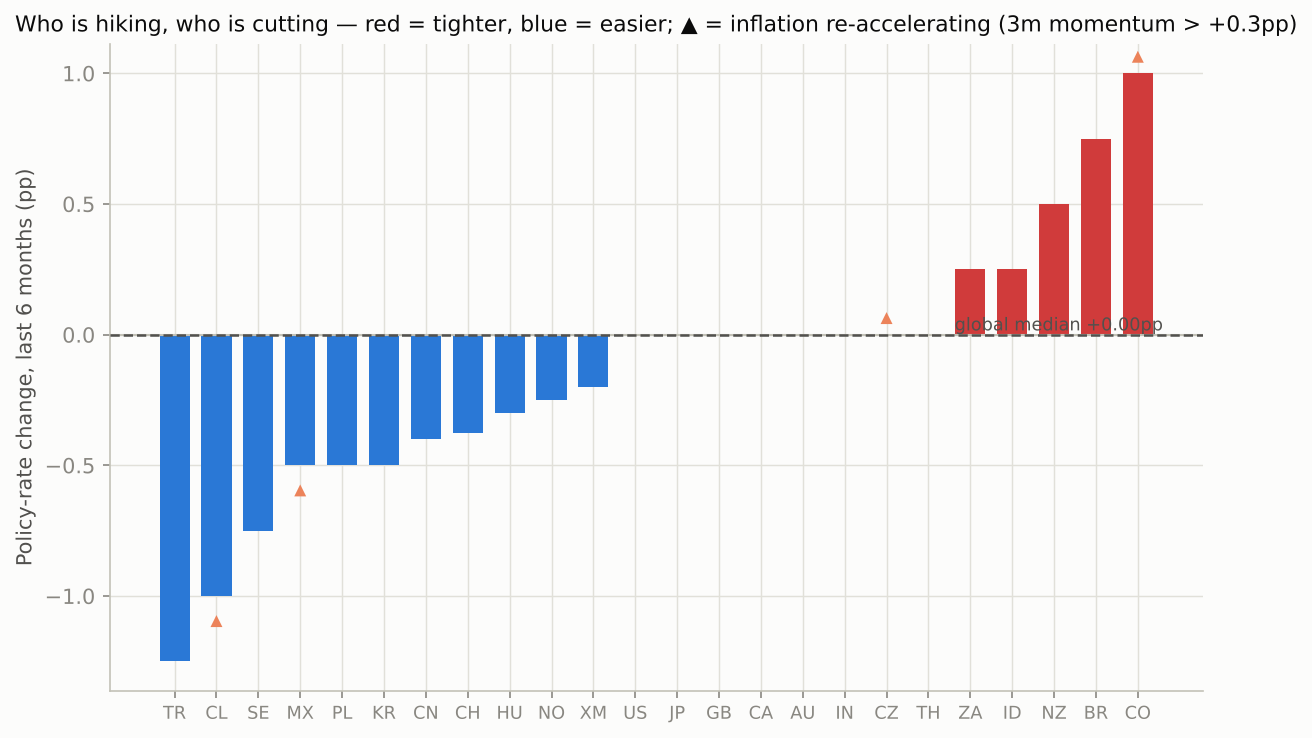 Who is hiking, who is cutting — red = tighter, blue = easier; ▲ = inflation re-accelerating (3m momentum > +0.3pp)
Policy-rate change, last 6 months (pp)
1.0
0.5
0.0
−0.5
−1.0
global median +0.00pp
TR CL SE MX PL KR CN CH HU NO XM US JP GB CA AU IN CZ TH ZA ID NZ BR CO